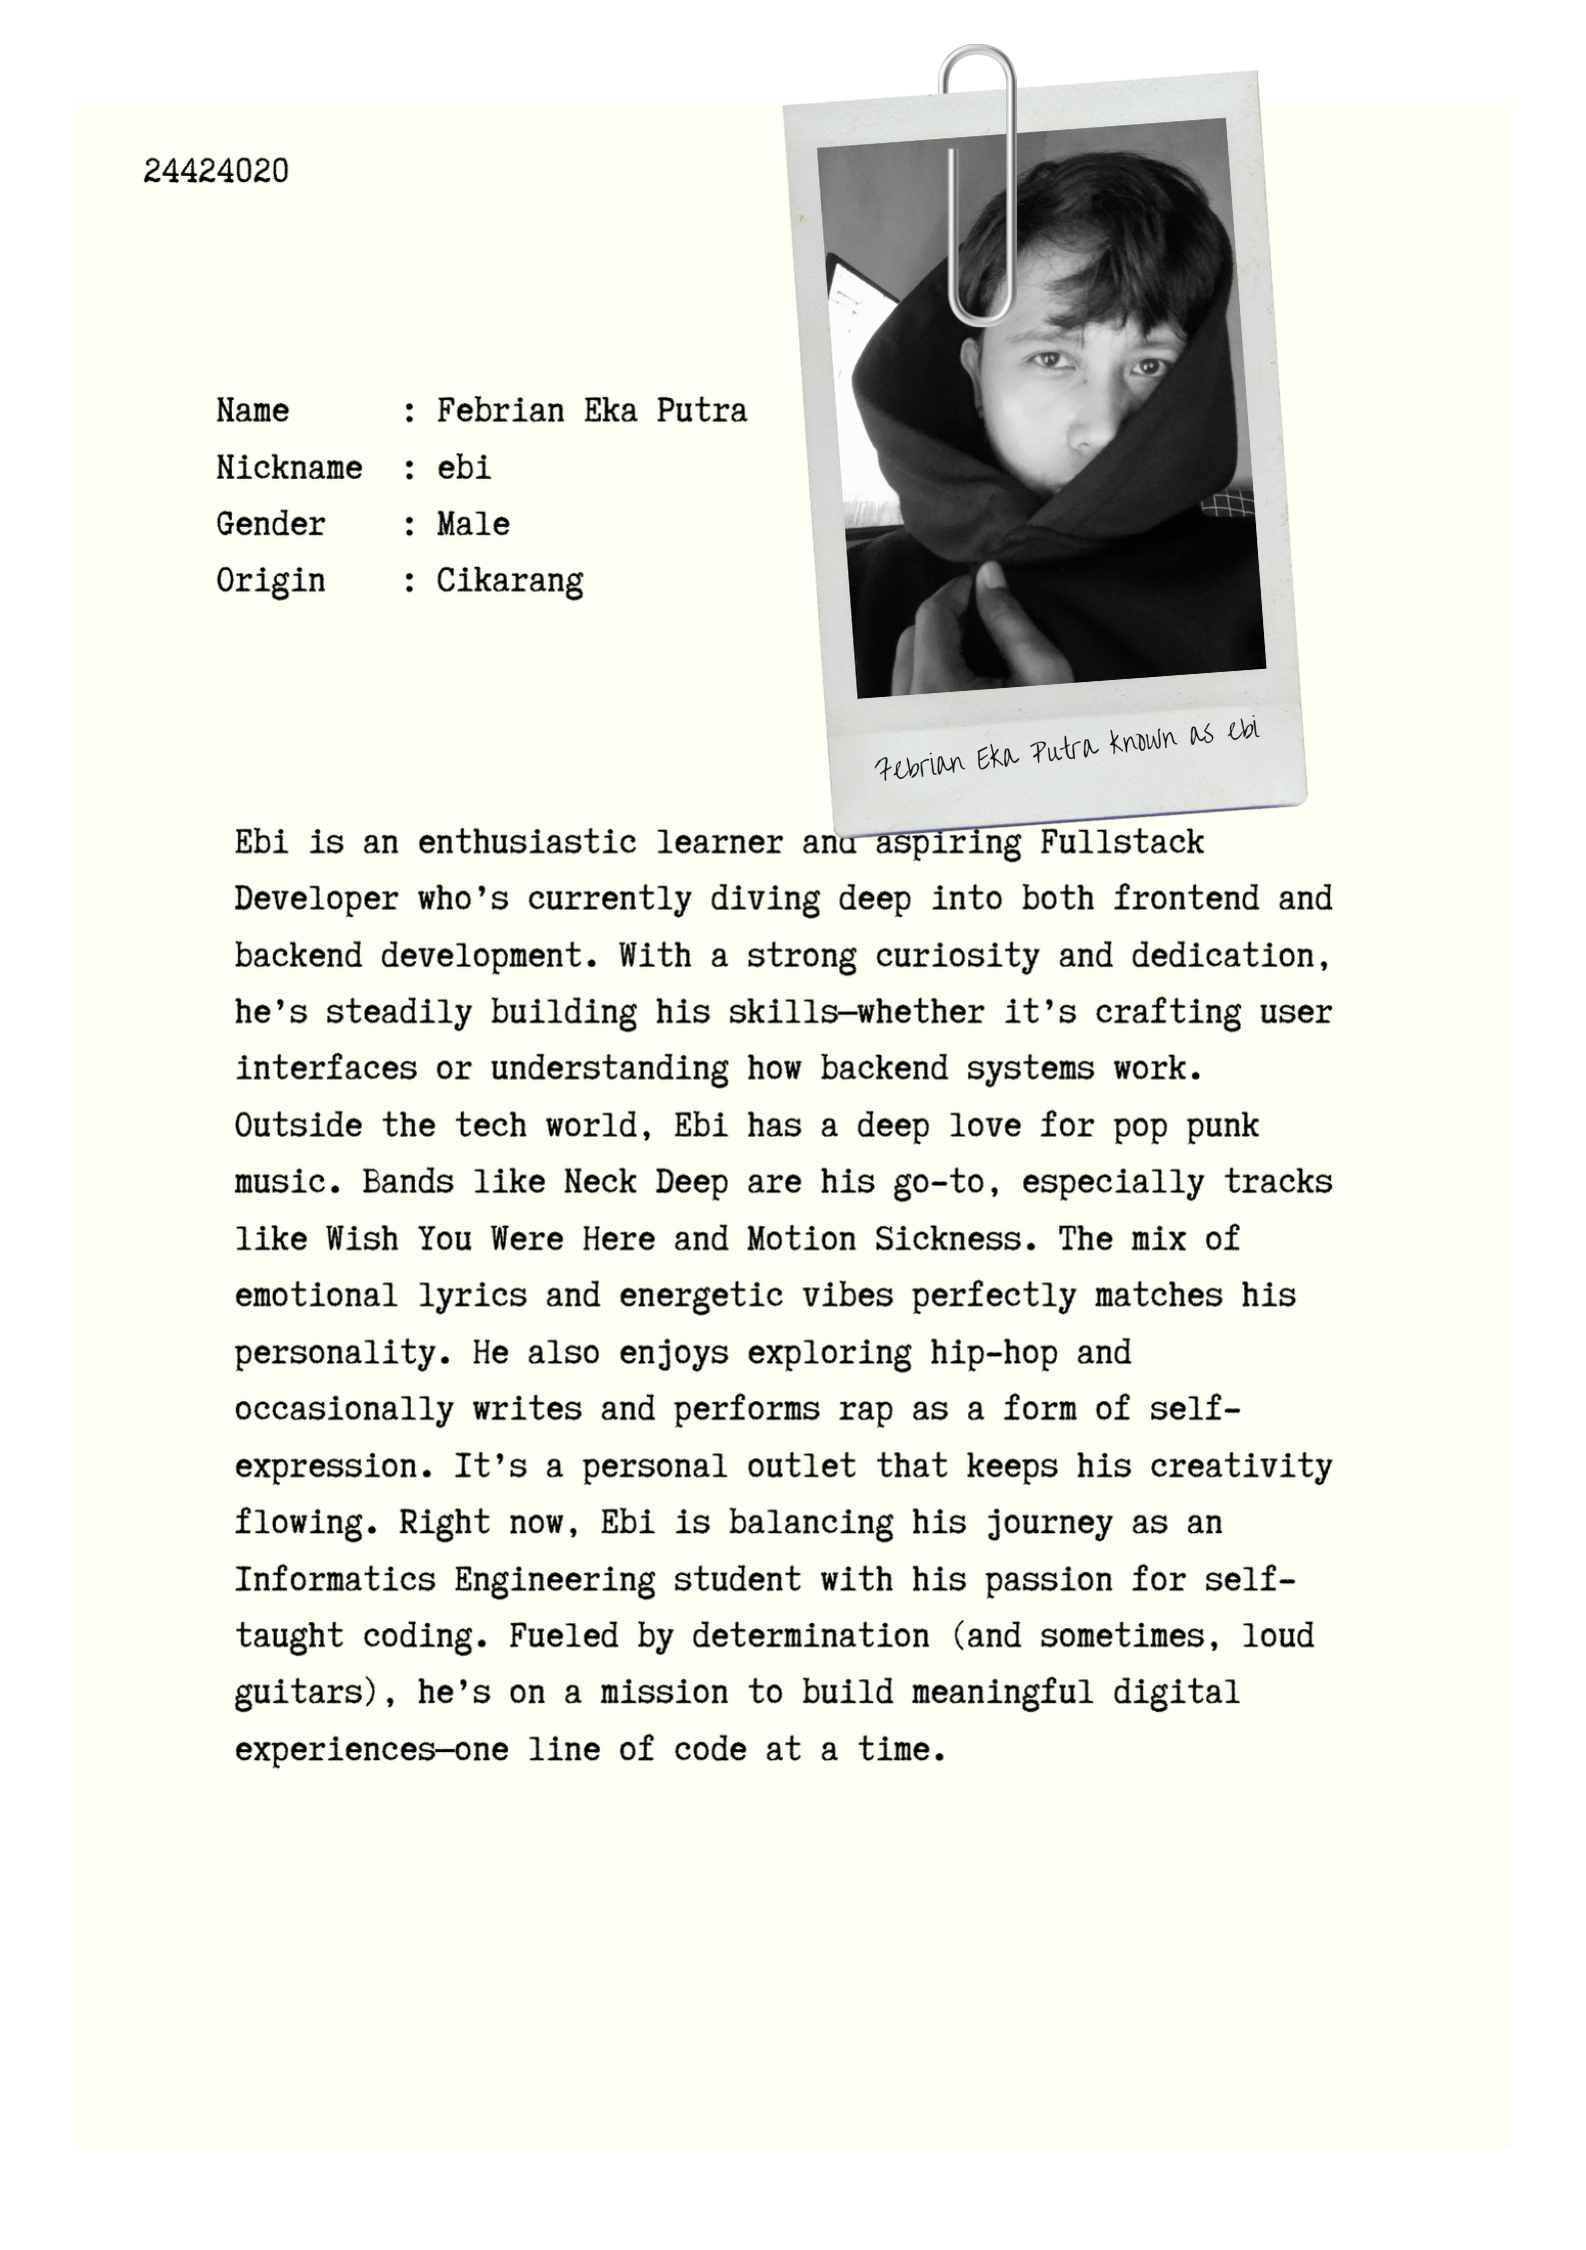 24424020
Name : Febrian Eka Putra
Nickname : ebi
Gender : Male
Origin : Cikarang
Febrian Eka Putra known as ebi
Ebi is an enthusiastic learner and aspiring Fullstack
Developer who’s currently diving deep into both frontend and
backend development. With a strong curiosity and dedication,
he’s steadily building his skills—whether it’s crafting user
interfaces or understanding how backend systems work.
Outside the tech world, Ebi has a deep love for pop punk
music. Bands like Neck Deep are his go-to, especially tracks
like Wish You Were Here and Motion Sickness. The mix of
emotional lyrics and energetic vibes perfectly matches his
personality. He also enjoys exploring hip-hop and
occasionally writes and performs rap as a form of self-
expression. It’s a personal outlet that keeps his creativity
flowing. Right now, Ebi is balancing his journey as an
Informatics Engineering student with his passion for self-
taught coding. Fueled by determination (and sometimes, loud
guitars), he’s on a mission to build meaningful digital
experiences—one line of code at a time.